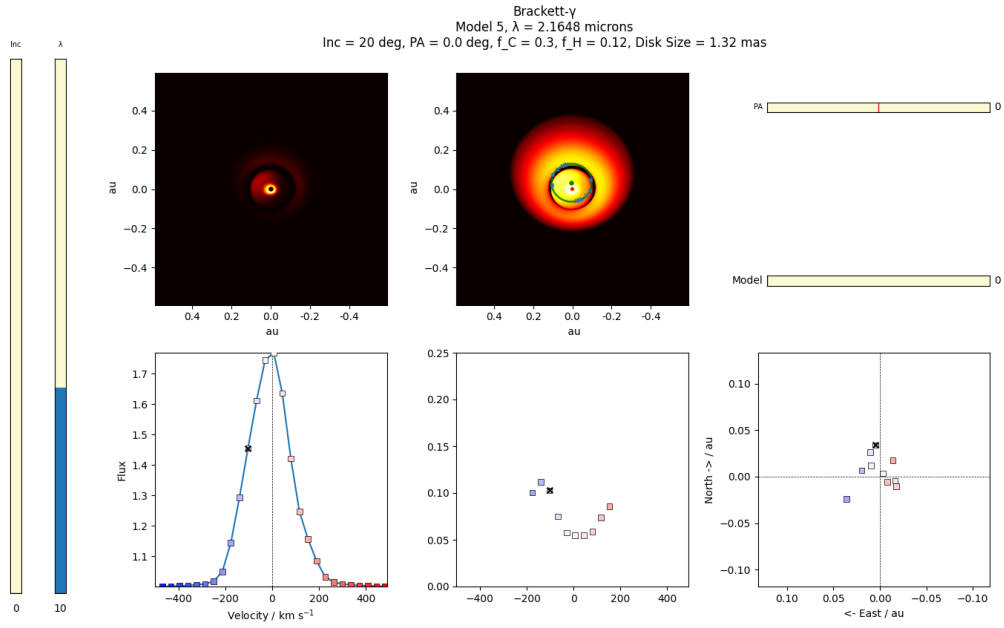 Brackett-γ
Model 5, λ = 2.1648 microns
Inc = 20 deg, PA = 0.0 deg, f_C = 0.3, f_H = 0.12, Disk Size = 1.32 mas
Inc
λ
0
10
au
0.4
0.2
0.0
−0.2
−0.4
0.4 0.2 0.0 -0.2 -0.4
au
au
0.4
0.2
0.0
−0.2
−0.4
0.4 0.2 0.0 -0.2 -0.4
au
PA
0
Model
0
Flux
1.7
1.6
1.5
1.4
1.3
1.2
1.1
−400 −200 0 200 400
Velocity / km s⁻¹
0.25
0.20
0.15
0.10
0.05
0.00
−400 −200 0 200 400
North -> / au
0.10
0.05
0.00
−0.05
−0.10
0.10 0.05 0.00 −0.05 −0.10
<- East / au